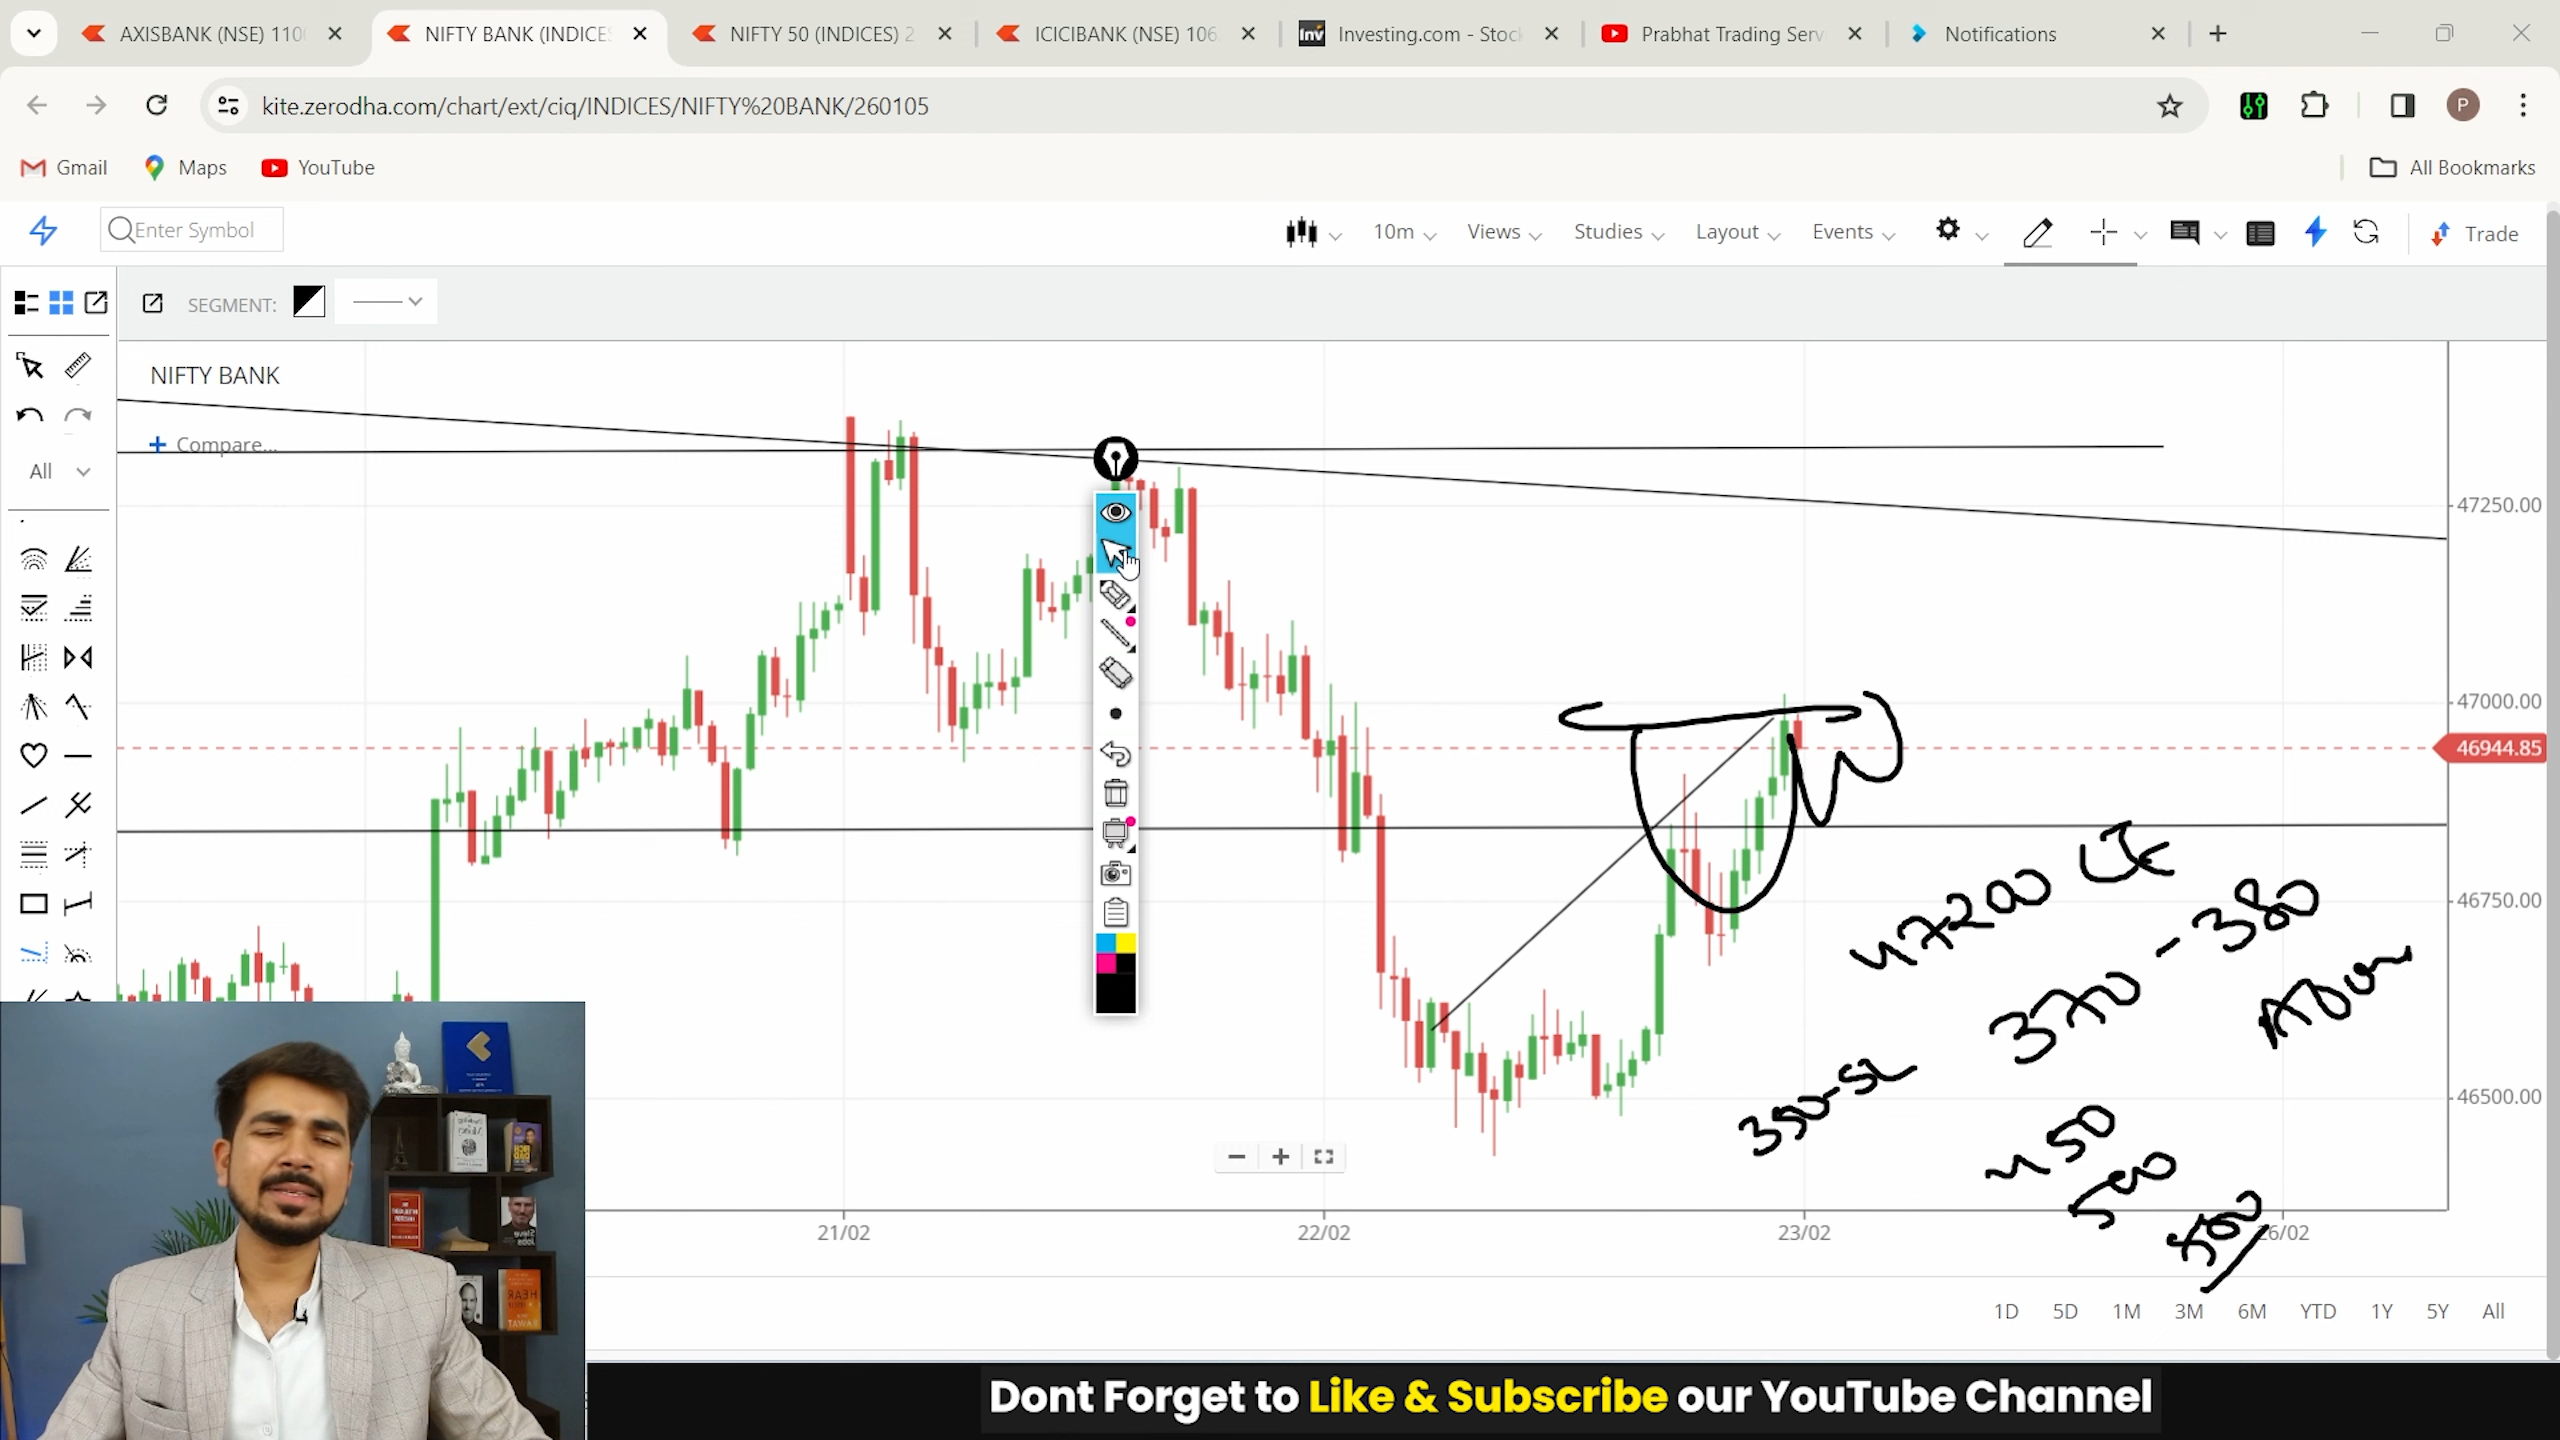 AXISBANK (NSE) 110
NIFTY BANK (INDICES
NIFTY 50 (INDICES) 2
ICICIBANK (NSE) 106
Investing.com - Stoc
Prabhat Trading Serv
Notifications
kite.zerodha.com/chart/ext/ciq/INDICES/NIFTY%20BANK/260105
P
Gmail
Maps
YouTube
All Bookmarks
Enter Symbol
10m
Views
Studies
Layout
Events
Trade
SEGMENT:
NIFTY BANK
Compare...
All
47250.00
47000.00
46944.85
46750.00
46500.00
47200 CE
370 - 380
Above
350-SL
450
500
21/02
22/02
23/02
26/02
1D
5D
1M
3M
6M
YTD
1Y
5Y
All
Dont Forget to Like & Subscribe our YouTube Channel